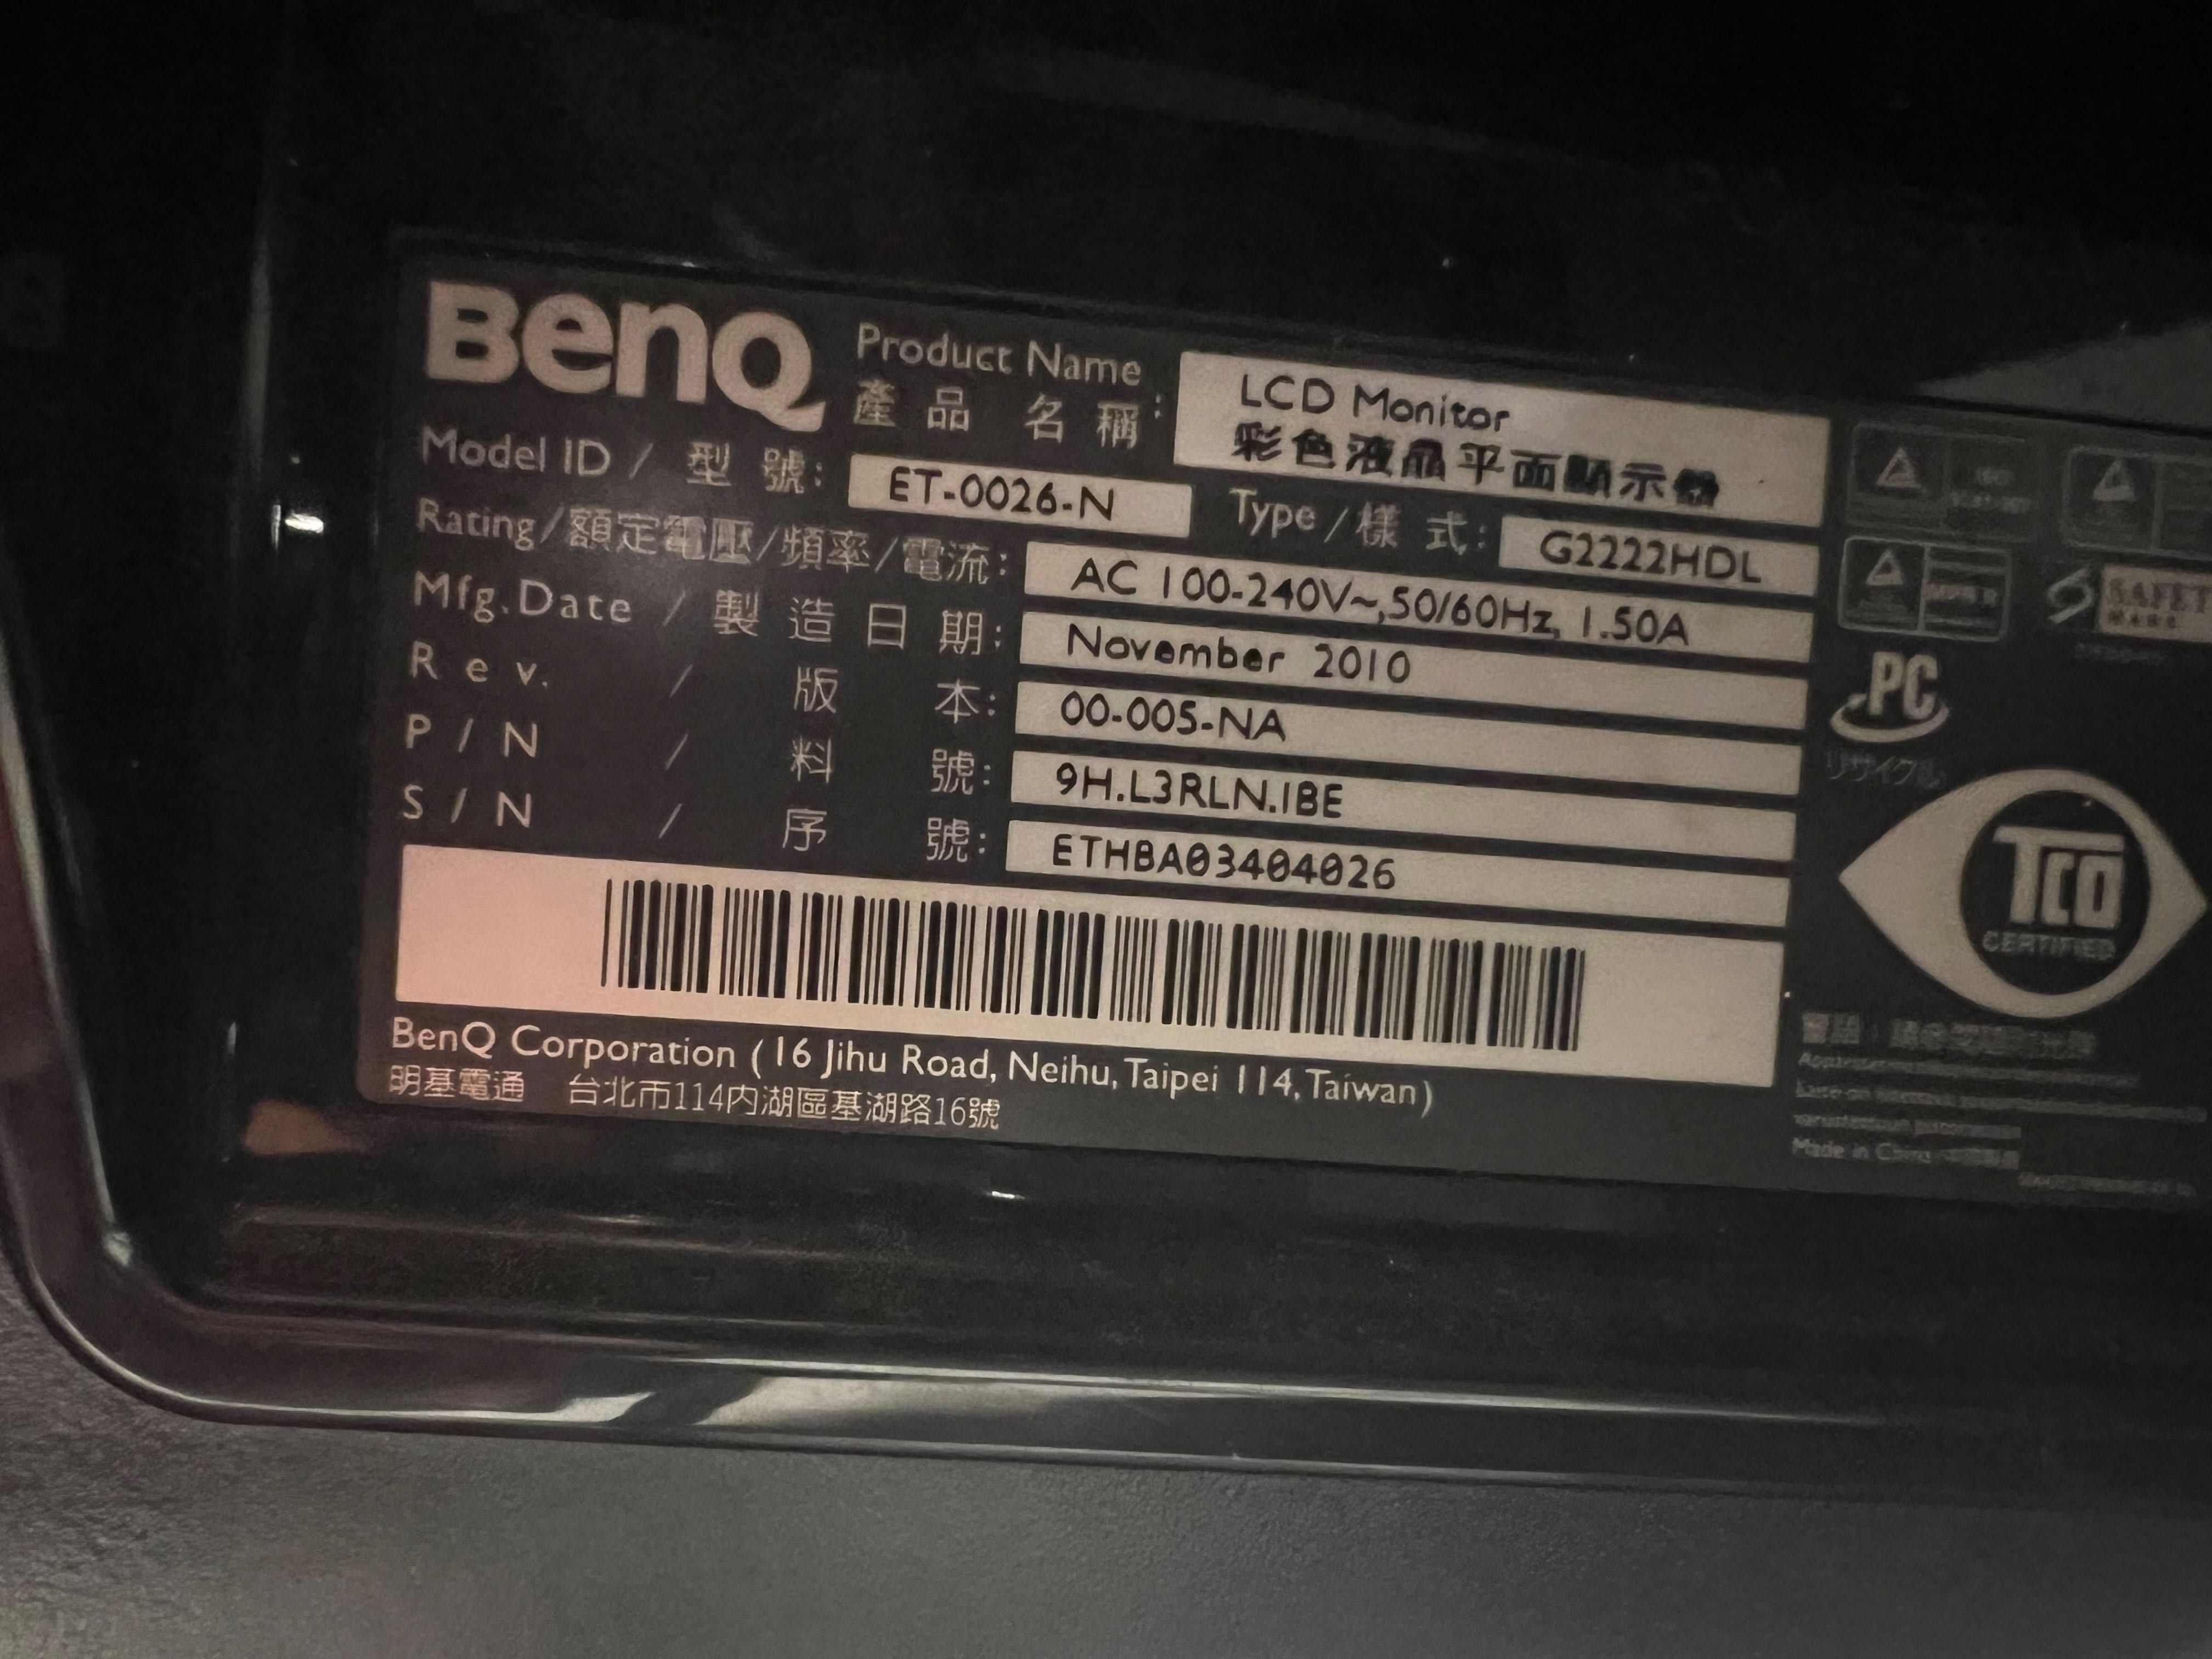 BenQ
Product Name
產品名稱:
LCD Monitor
彩色液晶平面顯示器
Model ID / 型號: ET-0026-N Type / 樣式: G2222HDL
Rating/額定電壓/頻率/電流: AC 100-240V~,50/60Hz, 1.50A
Mfg.Date / 製造日期: November 2010
Rev. / 版本: 00-005-NA
P/N / 料號: 9H.L3RLN.IBE
S/N / 序號: ETHBA03404026
BenQ Corporation (16 Jihu Road, Neihu, Taipei 114, Taiwan)
明基電通 台北市114內湖區基湖路16號
SAFETY
MARK
PC
リサイクル
TCO
CERTIFIED
Made in China